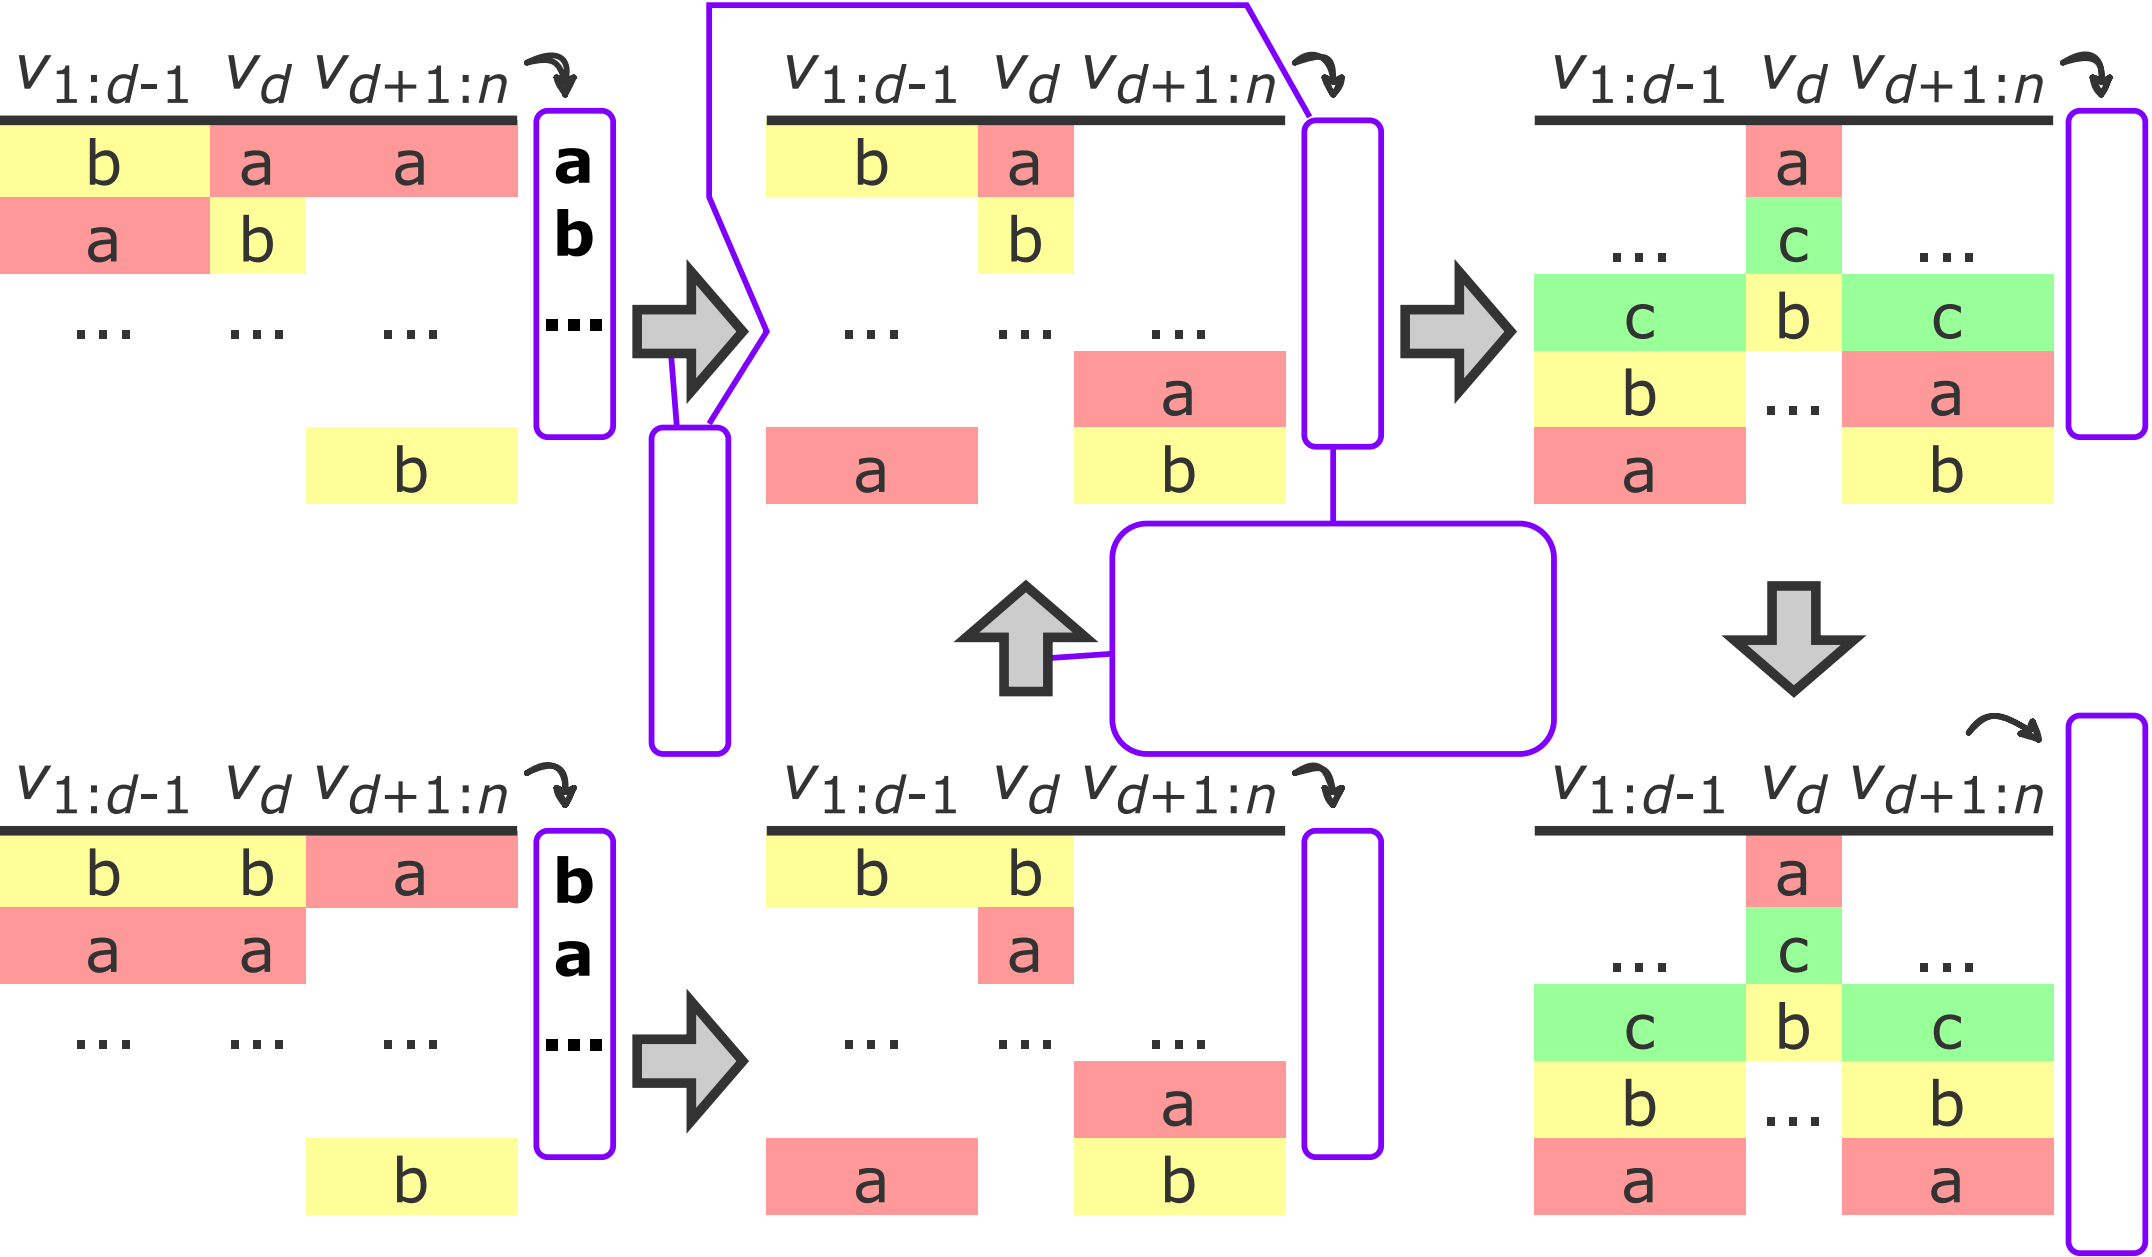 v1:d-1 vd vd+1:n
b a a a
a b b
... ... ... ...
b
v1:d-1 vd vd+1:n
b a
b
... ... ...
a
a b
v1:d-1 vd vd+1:n
a
... c ...
c b c
b ... a
a b
v1:d-1 vd vd+1:n
b b a b
a a a
... ... ... ...
b
v1:d-1 vd vd+1:n
b b
a
... ... ...
a
a b
v1:d-1 vd vd+1:n
a
... c ...
c b c
b ... b
a a